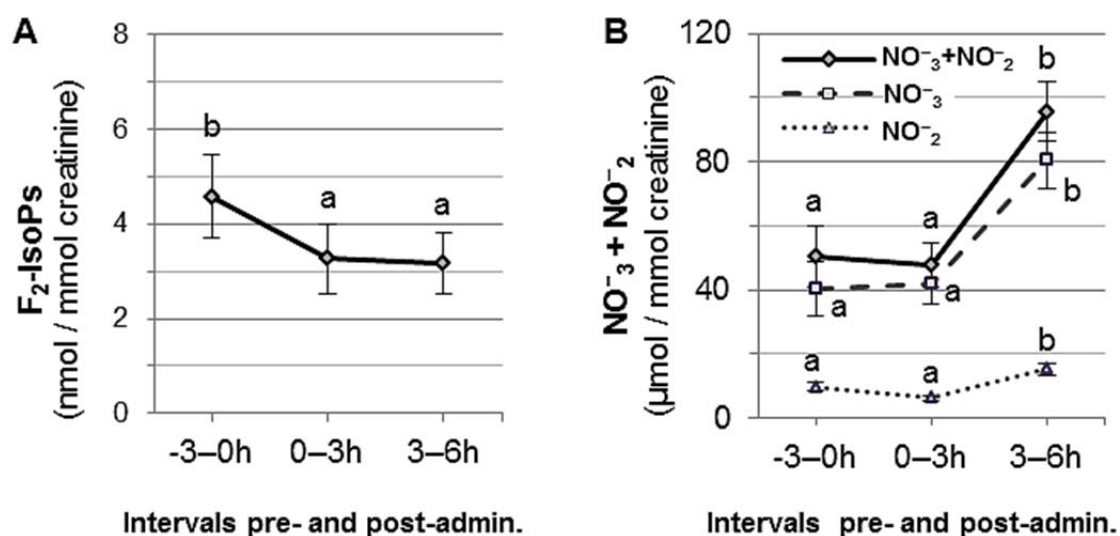 A
F₂-IsoPs
(nmol / mmol creatinine)
8
6
4
2
0
b
a
a
-3–0h 0–3h 3–6h
Intervals pre- and post-admin.
B
NO⁻₃ + NO⁻₂
(µmol / mmol creatinine)
120
80
40
0
NO⁻₃+NO⁻₂
NO⁻₃
NO⁻₂
a
a
b
a
a
b
a
a
b
-3–0h 0–3h 3–6h
Intervals pre- and post-admin.